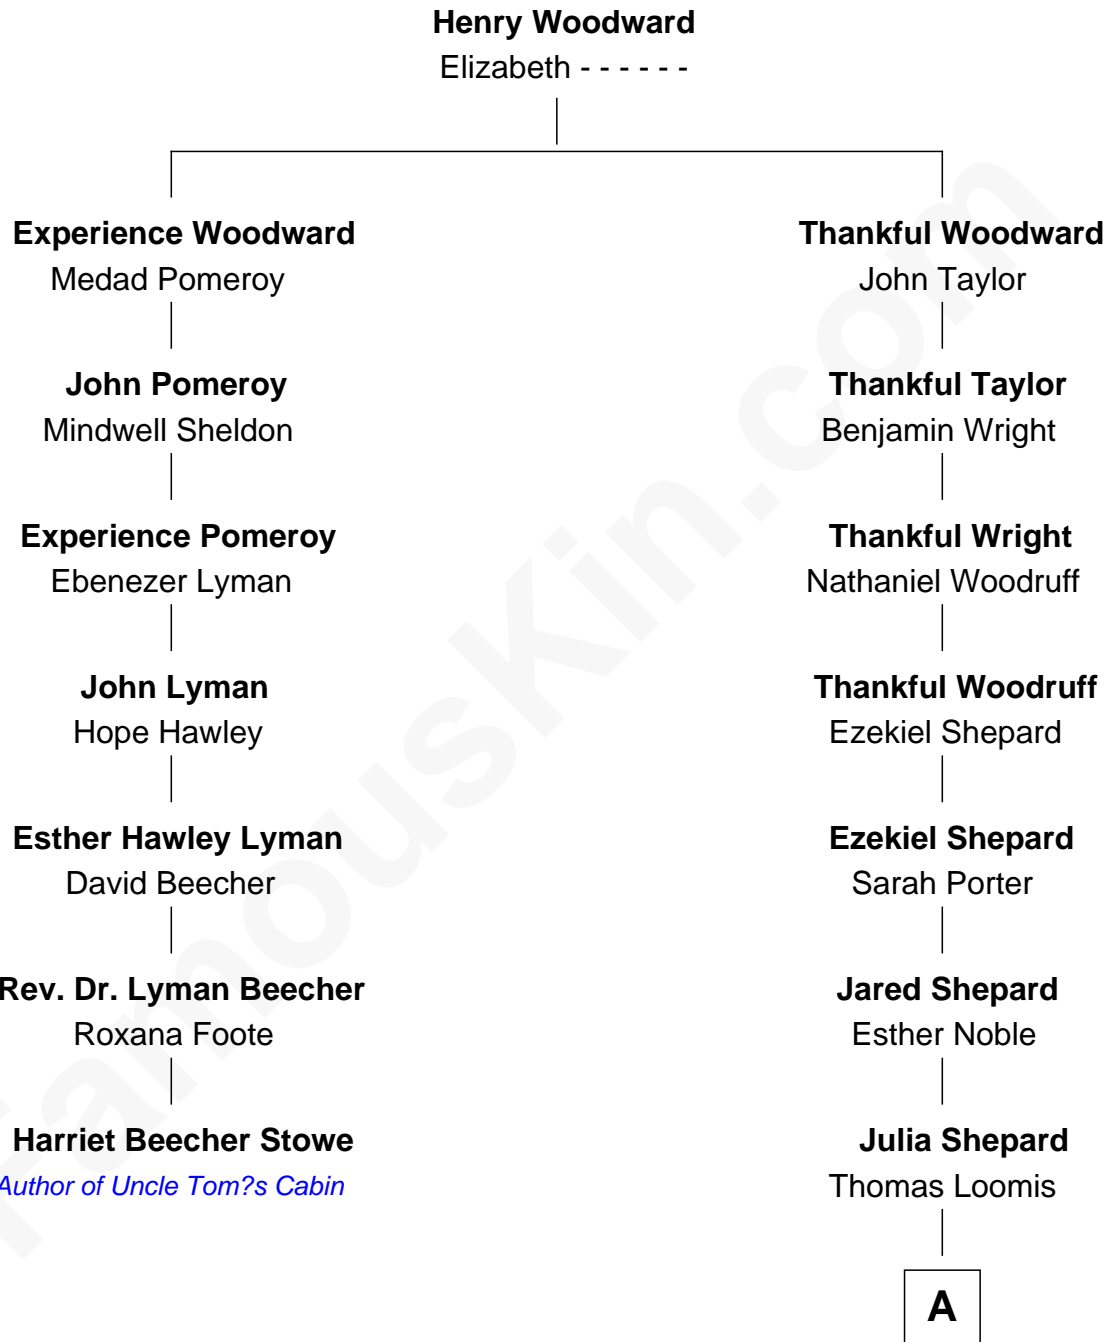 Henry Woodward
Elizabeth - - - - - -
Experience Woodward
Medad Pomeroy
Thankful Woodward
John Taylor
John Pomeroy
Mindwell Sheldon
Thankful Taylor
Benjamin Wright
Experience Pomeroy
Ebenezer Lyman
Thankful Wright
Nathaniel Woodruff
John Lyman
Hope Hawley
Thankful Woodruff
Ezekiel Shepard
Esther Hawley Lyman
David Beecher
Ezekiel Shepard
Sarah Porter
Rev. Dr. Lyman Beecher
Roxana Foote
Jared Shepard
Esther Noble
Harriet Beecher Stowe
Author of Uncle Tom?s Cabin
Julia Shepard
Thomas Loomis
A
FamousKin.com